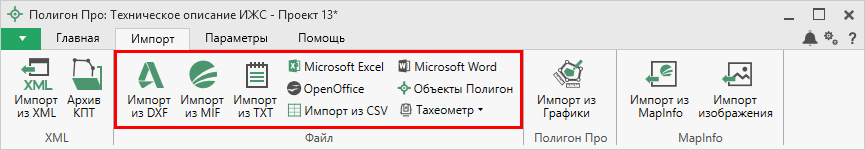 Полигон Про: Техническое описание ИЖС - Проект 13*
Главная Импорт Параметры Помощь
XML
Импорт из XML
Архив КПТ
XML
Импорт из DXF
Импорт из MIF
Импорт из TXT
Microsoft Excel
OpenOffice
Импорт из CSV
Microsoft Word
Объекты Полигон
Тахеометр
Файл
Импорт из Графики
Полигон Про
Импорт из MapInfo
Импорт изображения
MapInfo